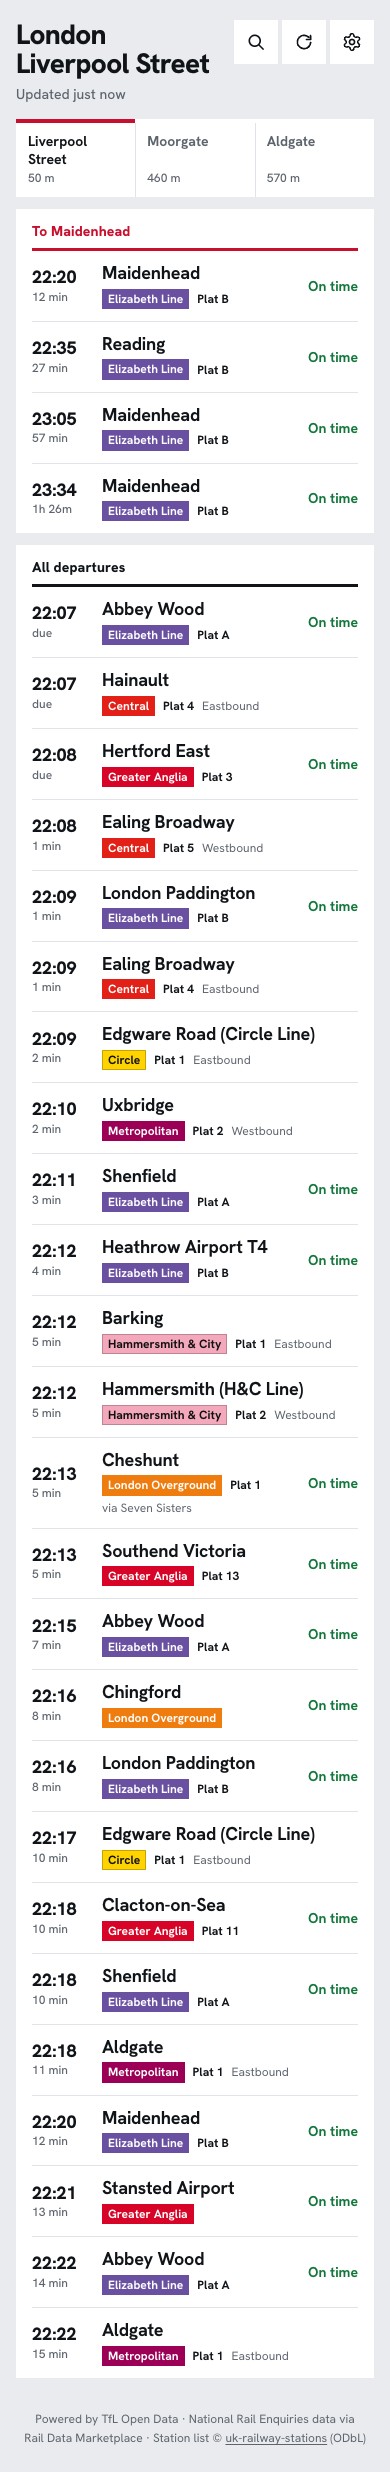 London
Liverpool Street
Updated just now
Liverpool
Street
50 m
Moorgate
460 m
Aldgate
570 m
To Maidenhead
22:20 Maidenhead
12 min Elizabeth Line Plat B On time
22:35 Reading
27 min Elizabeth Line Plat B On time
23:05 Maidenhead
57 min Elizabeth Line Plat B On time
23:34 Maidenhead
1h 26m Elizabeth Line Plat B On time
All departures
22:07 Abbey Wood
due Elizabeth Line Plat A On time
22:07 Hainault
due Central Plat 4 Eastbound
22:08 Hertford East
due Greater Anglia Plat 3 On time
22:08 Ealing Broadway
1 min Central Plat 5 Westbound
22:09 London Paddington
1 min Elizabeth Line Plat B On time
22:09 Ealing Broadway
1 min Central Plat 4 Eastbound
22:09 Edgware Road (Circle Line)
2 min Circle Plat 1 Eastbound
22:10 Uxbridge
2 min Metropolitan Plat 2 Westbound
22:11 Shenfield
3 min Elizabeth Line Plat A On time
22:12 Heathrow Airport T4
4 min Elizabeth Line Plat B On time
22:12 Barking
5 min Hammersmith & City Plat 1 Eastbound
22:12 Hammersmith (H&C Line)
5 min Hammersmith & City Plat 2 Westbound
22:13 Cheshunt
5 min London Overground Plat 1 On time
via Seven Sisters
22:13 Southend Victoria
5 min Greater Anglia Plat 13 On time
22:15 Abbey Wood
7 min Elizabeth Line Plat A On time
22:16 Chingford
8 min London Overground On time
22:16 London Paddington
8 min Elizabeth Line Plat B On time
22:17 Edgware Road (Circle Line)
10 min Circle Plat 1 Eastbound
22:18 Clacton-on-Sea
10 min Greater Anglia Plat 11 On time
22:18 Shenfield
10 min Elizabeth Line Plat A On time
22:18 Aldgate
11 min Metropolitan Plat 1 Eastbound
22:20 Maidenhead
12 min Elizabeth Line Plat B On time
22:21 Stansted Airport
13 min Greater Anglia On time
22:22 Abbey Wood
14 min Elizabeth Line Plat A On time
22:22 Aldgate
15 min Metropolitan Plat 1 Eastbound
Powered by TfL Open Data · National Rail Enquiries data via
Rail Data Marketplace · Station list © uk-railway-stations (ODbL)